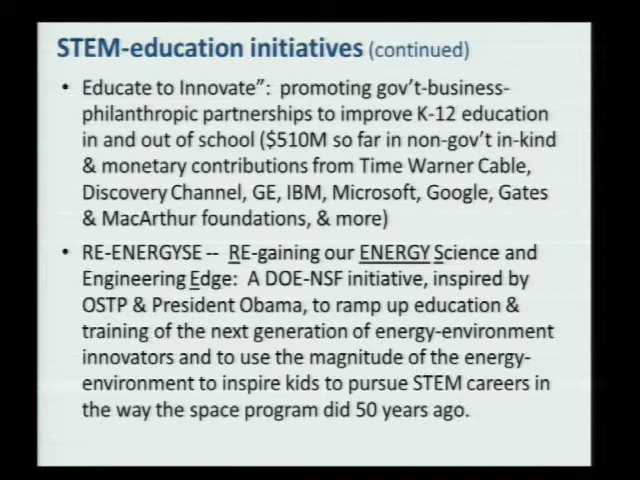 STEM-education initiatives (continued)
• Educate to Innovate”: promoting gov’t-business-
philanthropic partnerships to improve K-12 education
in and out of school ($510M so far in non-gov’t in-kind
& monetary contributions from Time Warner Cable,
Discovery Channel, GE, IBM, Microsoft, Google, Gates
& MacArthur foundations, & more)
• RE-ENERGYSE -- RE-gaining our ENERGY Science and
Engineering Edge: A DOE-NSF initiative, inspired by
OSTP & President Obama, to ramp up education &
training of the next generation of energy-environment
innovators and to use the magnitude of the energy-
environment to inspire kids to pursue STEM careers in
the way the space program did 50 years ago.